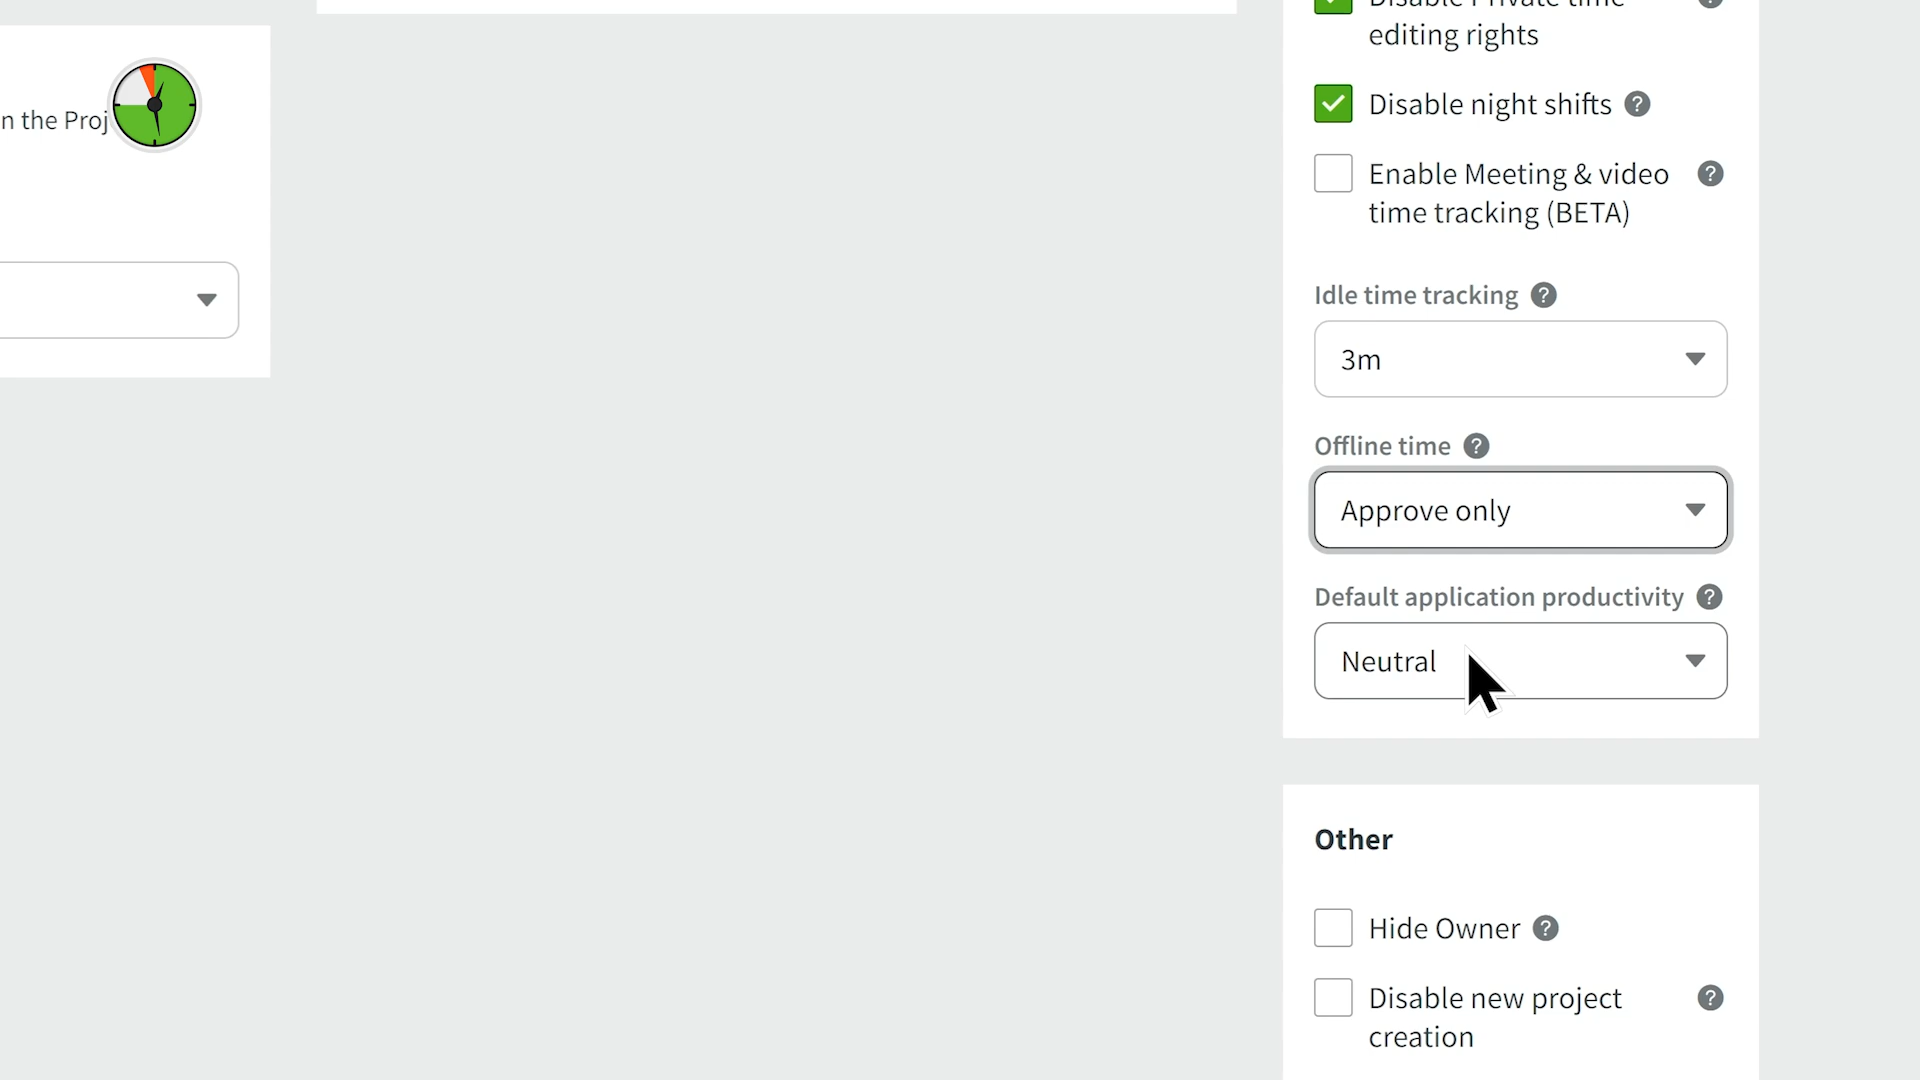 n the Proj
Disable Private time
editing rights
Disable night shifts
Enable Meeting & video
time tracking (BETA)
Idle time tracking
3m
Offline time
Approve only
Default application productivity
Neutral
Other
Hide Owner
Disable new project
creation